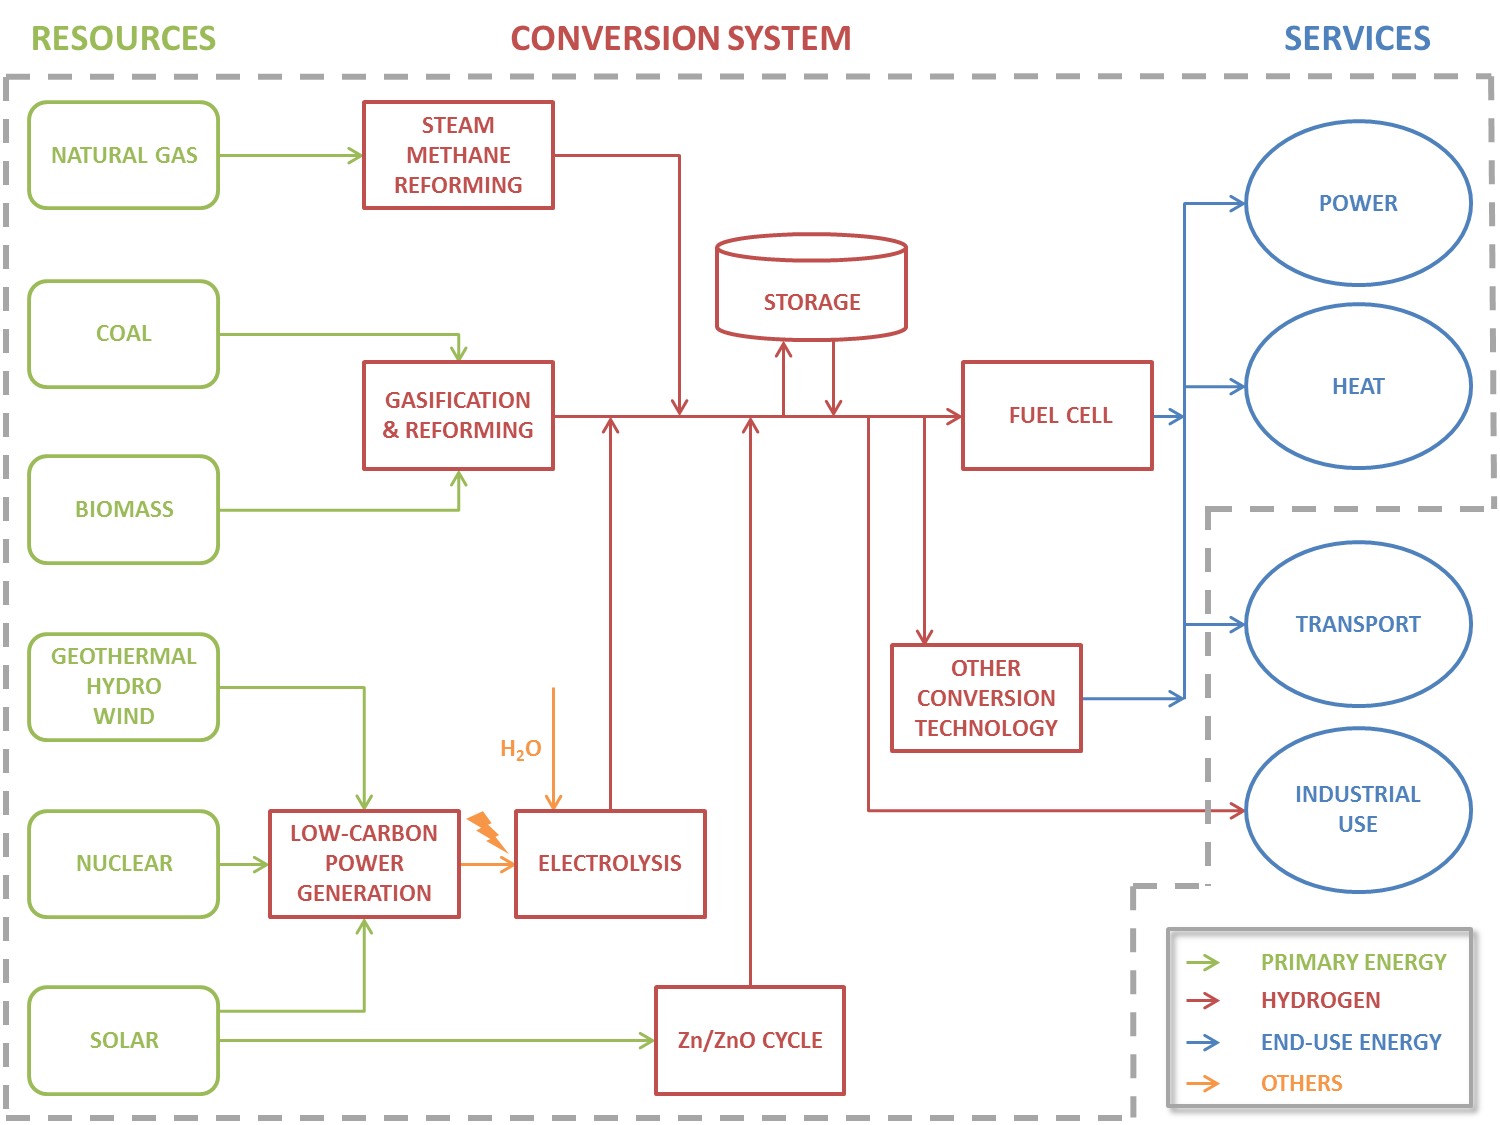 RESOURCES
CONVERSION SYSTEM
SERVICES
NATURAL GAS
STEAM
METHANE
REFORMING
POWER
STORAGE
COAL
HEAT
GASIFICATION
& REFORMING
FUEL CELL
BIOMASS
TRANSPORT
GEOTHERMAL
HYDRO
WIND
OTHER
CONVERSION
TECHNOLOGY
H₂O
INDUSTRIAL
USE
NUCLEAR
LOW-CARBON
POWER
GENERATION
ELECTROLYSIS
SOLAR
Zn/ZnO CYCLE
PRIMARY ENERGY
HYDROGEN
END-USE ENERGY
OTHERS